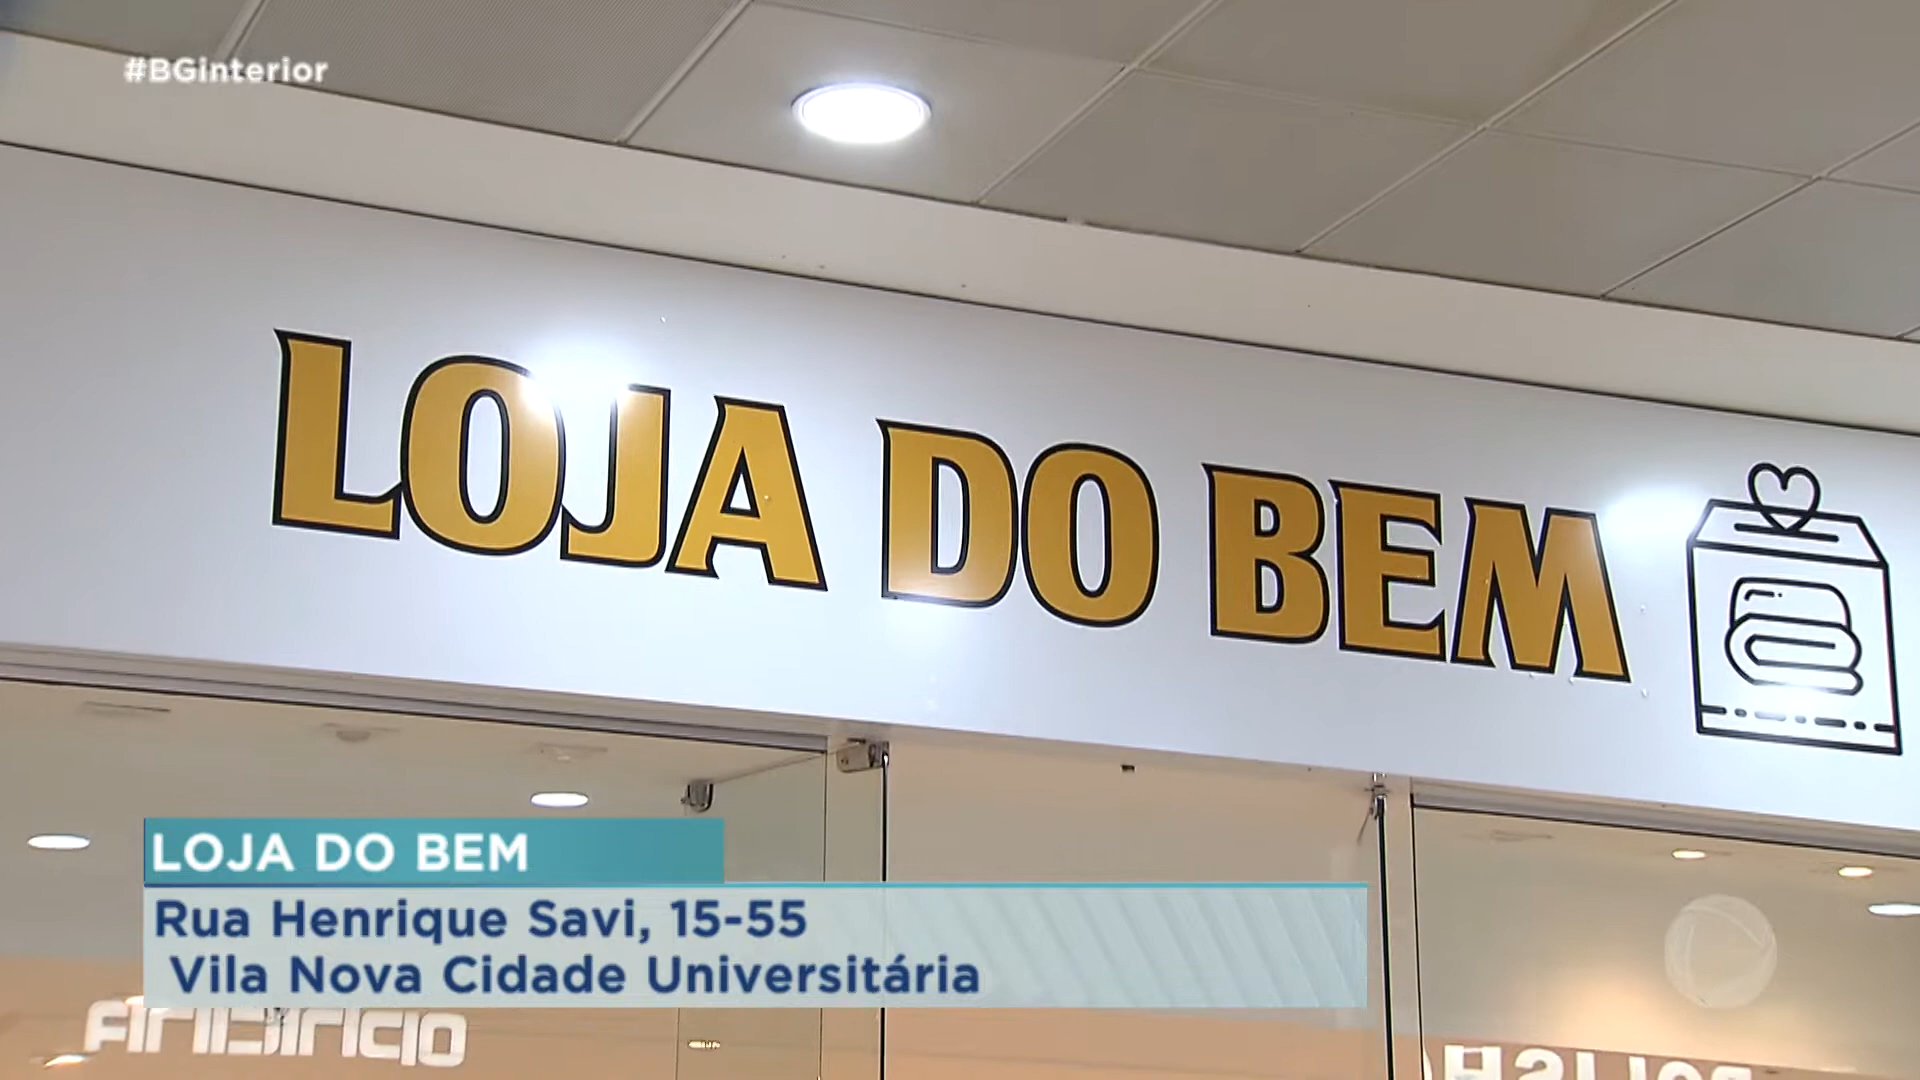 #BGinterior
LOJA DO BEM
LOJA DO BEM
Rua Henrique Savi, 15-55
Vila Nova Cidade Universitária